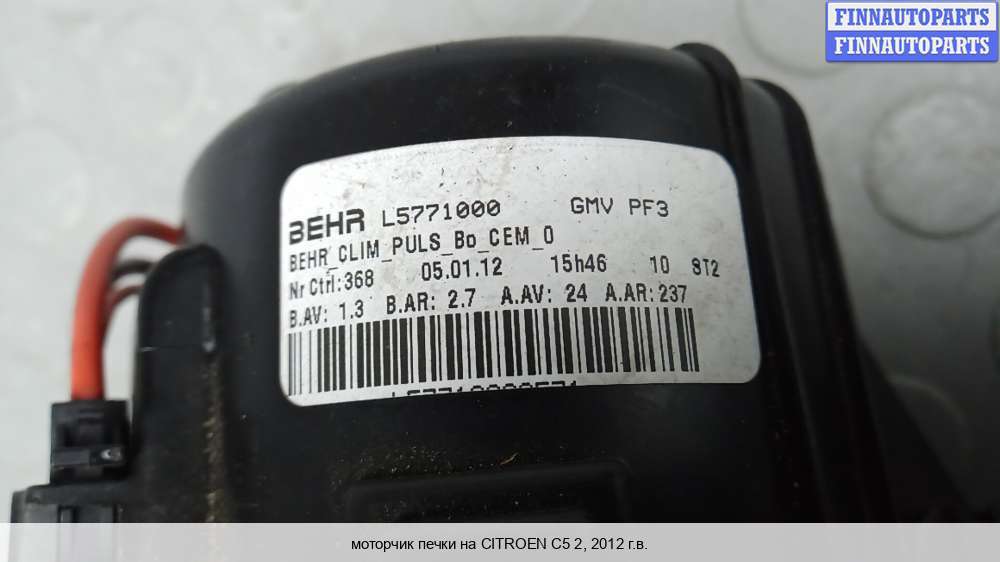 FINNAUTOPARTS
FINNAUTOPARTS
BEHR L5771000 GMV PF3
BEHR_CLIM_PULS_Bo_CEM_0
Nr Ctrl:368 05.01.12 15h46 10 ST2
B.AV: 1.3 B.AR: 2.7 A.AV: 24 A.AR:237
моторчик печки на CITROEN C5 2, 2012 г.в.